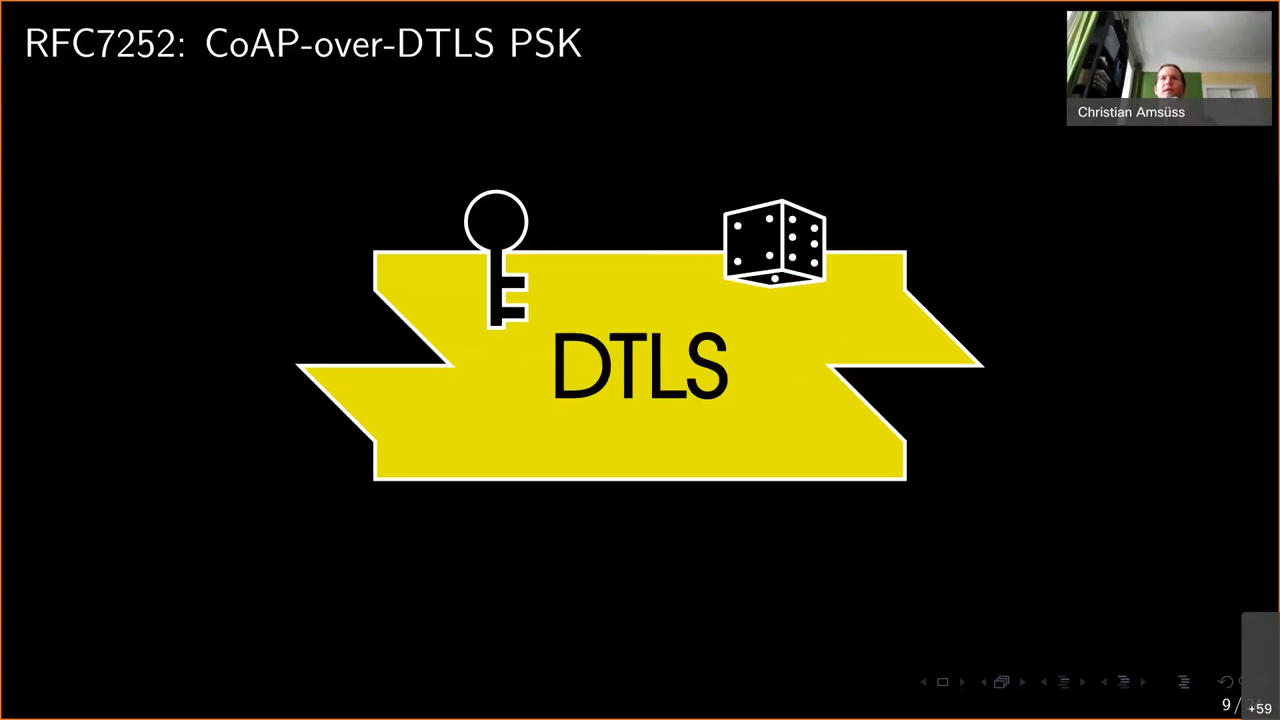 RFC7252: CoAP-over-DTLS PSK
Christian Amsüss
DTLS
9 /
+59